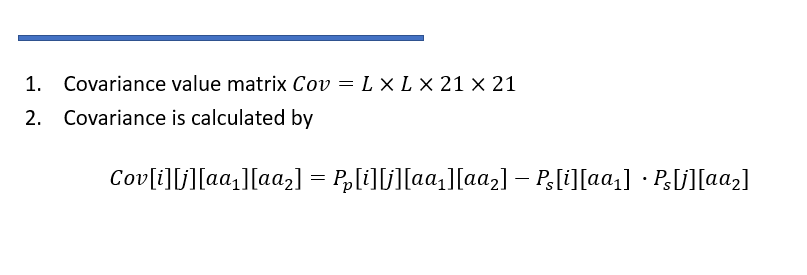 1. Covariance value matrix Cov = L × L × 21 × 21
2. Covariance is calculated by
Cov[i][j][aa₁][aa₂] = Pₚ[i][j][aa₁][aa₂] − Pₛ[i][aa₁] · Pₛ[j][aa₂]